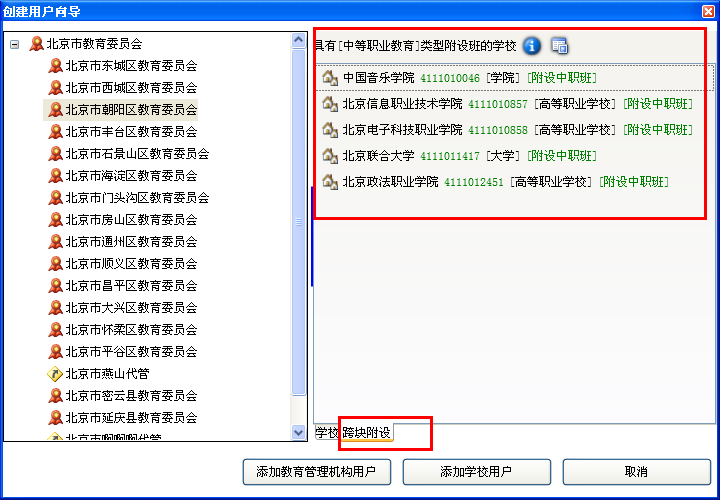 创建用户向导
北京市教育委员会
北京市东城区教育委员会
北京市西城区教育委员会
北京市朝阳区教育委员会
北京市丰台区教育委员会
北京市石景山区教育委员会
北京市海淀区教育委员会
北京市门头沟区教育委员会
北京市房山区教育委员会
北京市通州区教育委员会
北京市顺义区教育委员会
北京市昌平区教育委员会
北京市大兴区教育委员会
北京市怀柔区教育委员会
北京市平谷区教育委员会
北京市燕山代管
北京市密云县教育委员会
北京市延庆县教育委员会
北京市啊啊啊代管
具有[中等职业教育]类型附设班的学校
中国音乐学院 4111010046 [学院] [附设中职班]
北京信息职业技术学院 4111010857 [高等职业学校] [附设中职班]
北京电子科技职业学院 4111010858 [高等职业学校] [附设中职班]
北京联合大学 4111011417 [大学] [附设中职班]
北京政法职业学院 4111012451 [高等职业学校] [附设中职班]
学校 跨块附设
添加教育管理机构用户 添加学校用户 取消